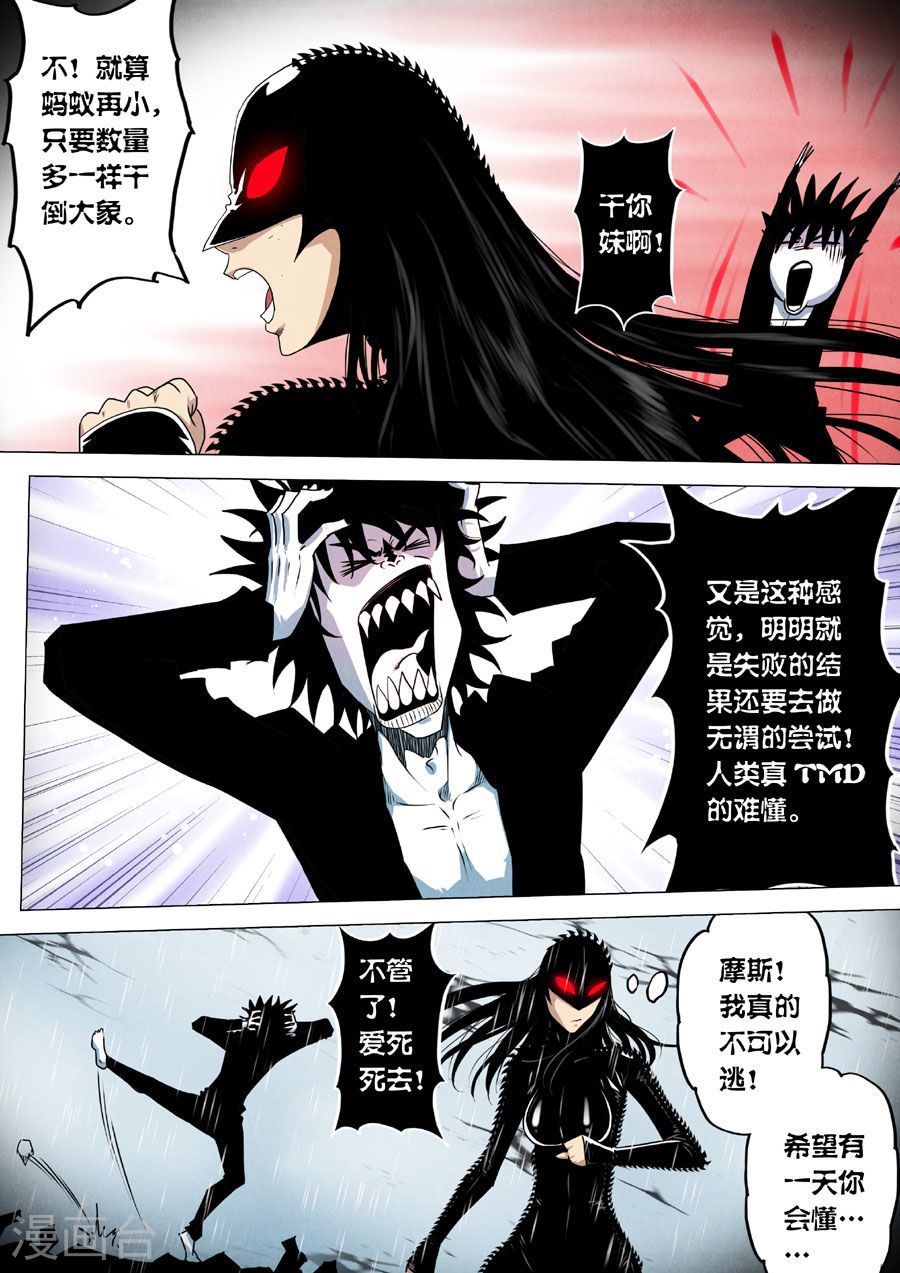 不！就算
蚂蚁再小，
只要数量
多一样干
倒大象。
干你
妹啊！
又是这种感
觉，明明就
是失败的结
果还要去做
无谓的尝试！
人类真TMD
的难懂。
不管
了！
爱死
死去！
摩斯！
我真的
不可以
逃！
希望有
一天你
会懂……
……
漫画台